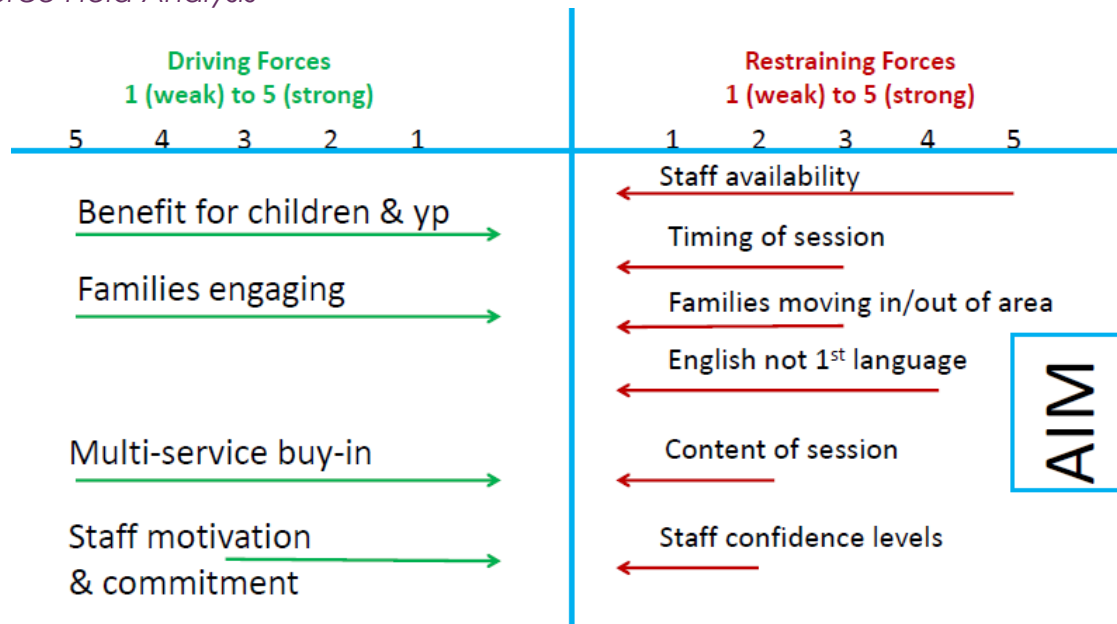 Driving Forces
1 (weak) to 5 (strong)
5 4 3 2 1
Benefit for children & yp
Families engaging
Multi-service buy-in
Staff motivation
& commitment
Restraining Forces
1 (weak) to 5 (strong)
1 2 3 4 5
Staff availability
Timing of session
Families moving in/out of area
English not 1st language
Content of session
Staff confidence levels
AIM